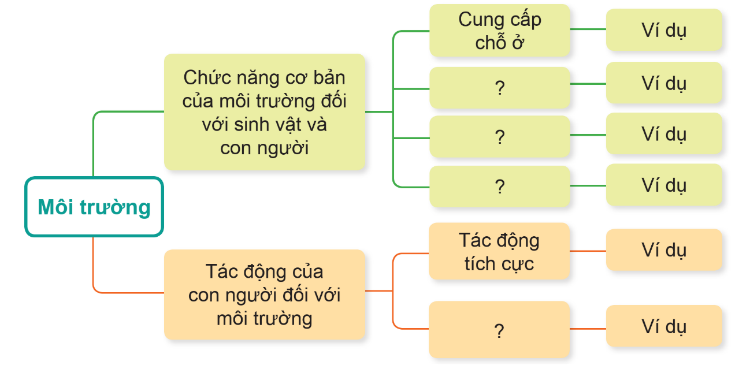 Môi trường
Chức năng cơ bản
của môi trường đối
với sinh vật và
con người
Cung cấp
chỗ ở
Ví dụ
?
Ví dụ
?
Ví dụ
?
Ví dụ
Tác động của
con người đối với
môi trường
Tác động
tích cực
Ví dụ
?
Ví dụ